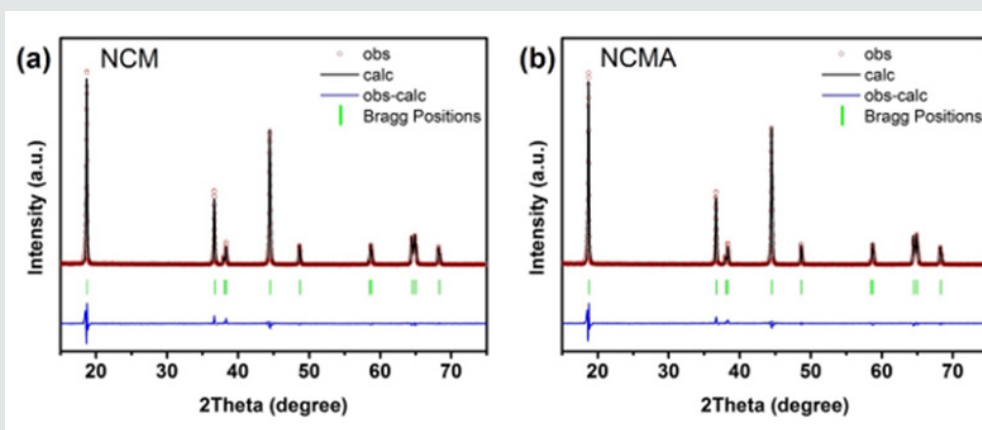 (a)
NCM
obs
calc
obs-calc
Bragg Positions
Intensity (a.u.)
20 30 40 50 60 70
2Theta (degree)
(b)
NCMA
obs
calc
obs-calc
Bragg Positions
Intensity (a.u.)
20 30 40 50 60 70
2Theta (degree)